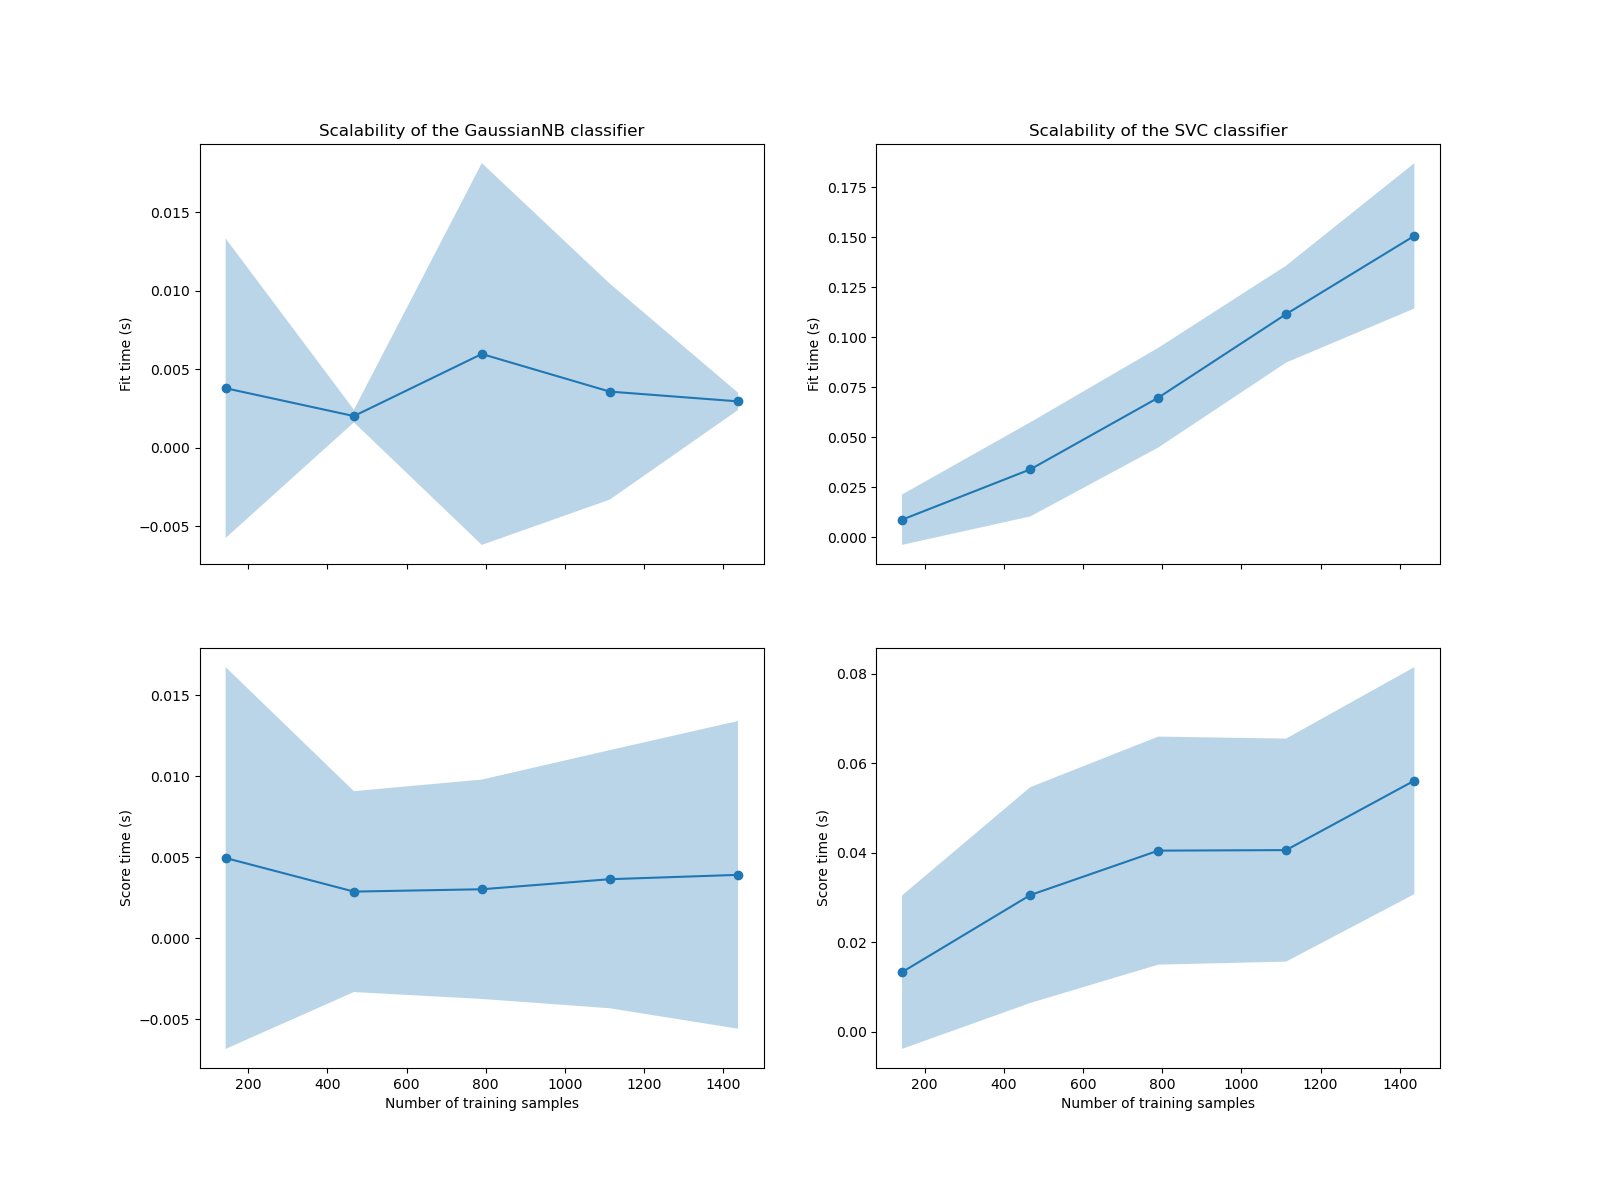 Scalability of the GaussianNB classifier
Fit time (s)
0.015
0.010
0.005
0.000
−0.005
Scalability of the SVC classifier
Fit time (s)
0.175
0.150
0.125
0.100
0.075
0.050
0.025
0.000
Score time (s)
0.015
0.010
0.005
0.000
−0.005
200 400 600 800 1000 1200 1400
Number of training samples
Score time (s)
0.08
0.06
0.04
0.02
0.00
200 400 600 800 1000 1200 1400
Number of training samples